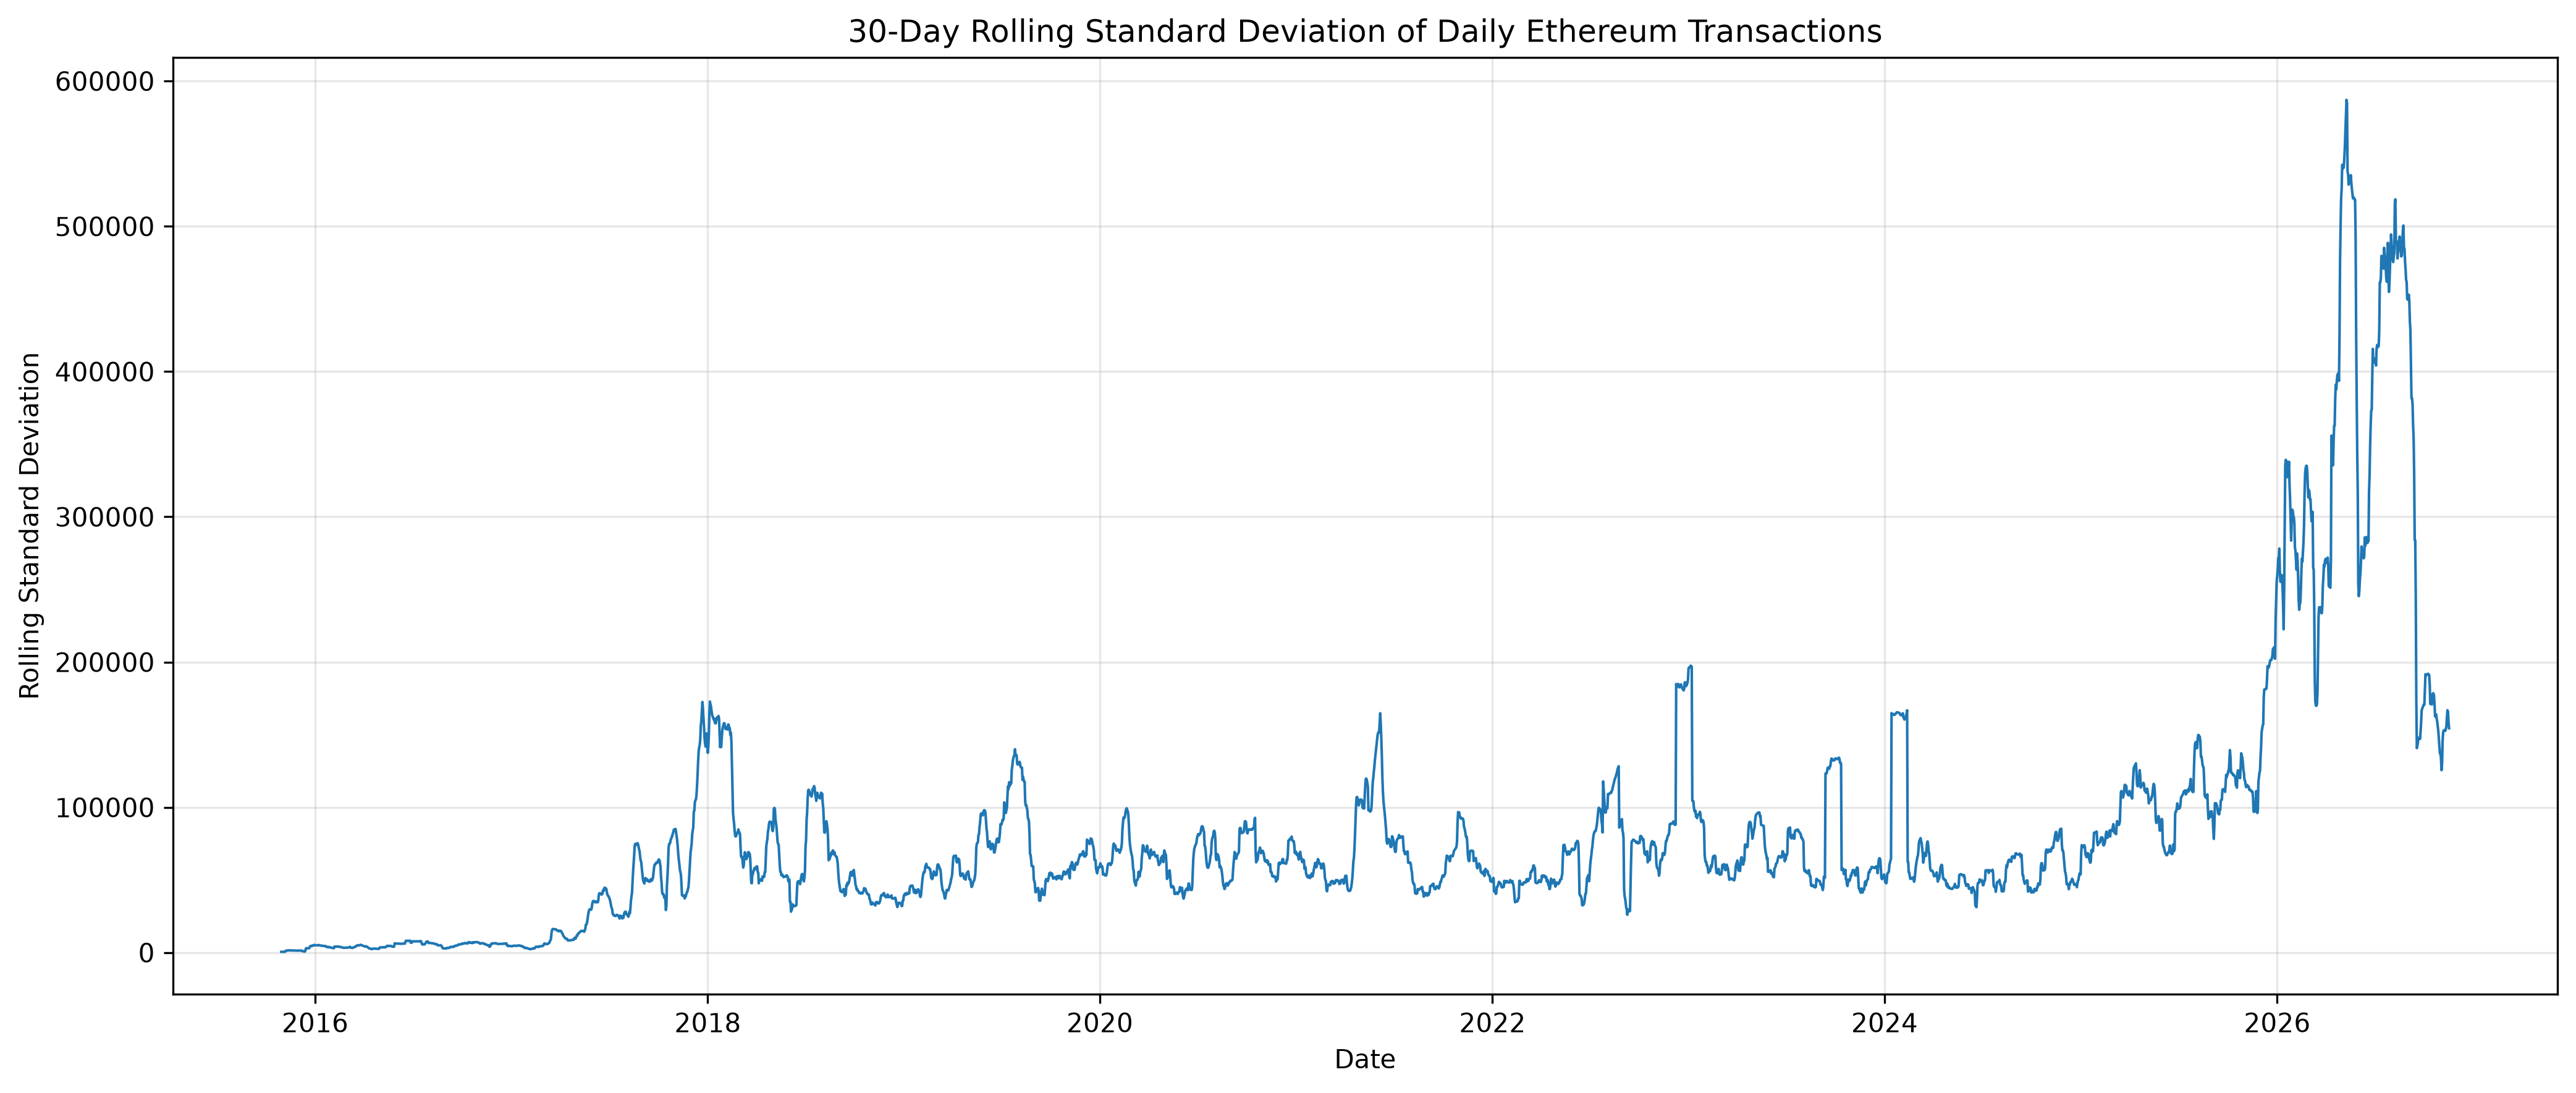 30-Day Rolling Standard Deviation of Daily Ethereum Transactions
Rolling Standard Deviation
600000
500000
400000
300000
200000
100000
0
2016 2018 2020 2022 2024 2026
Date